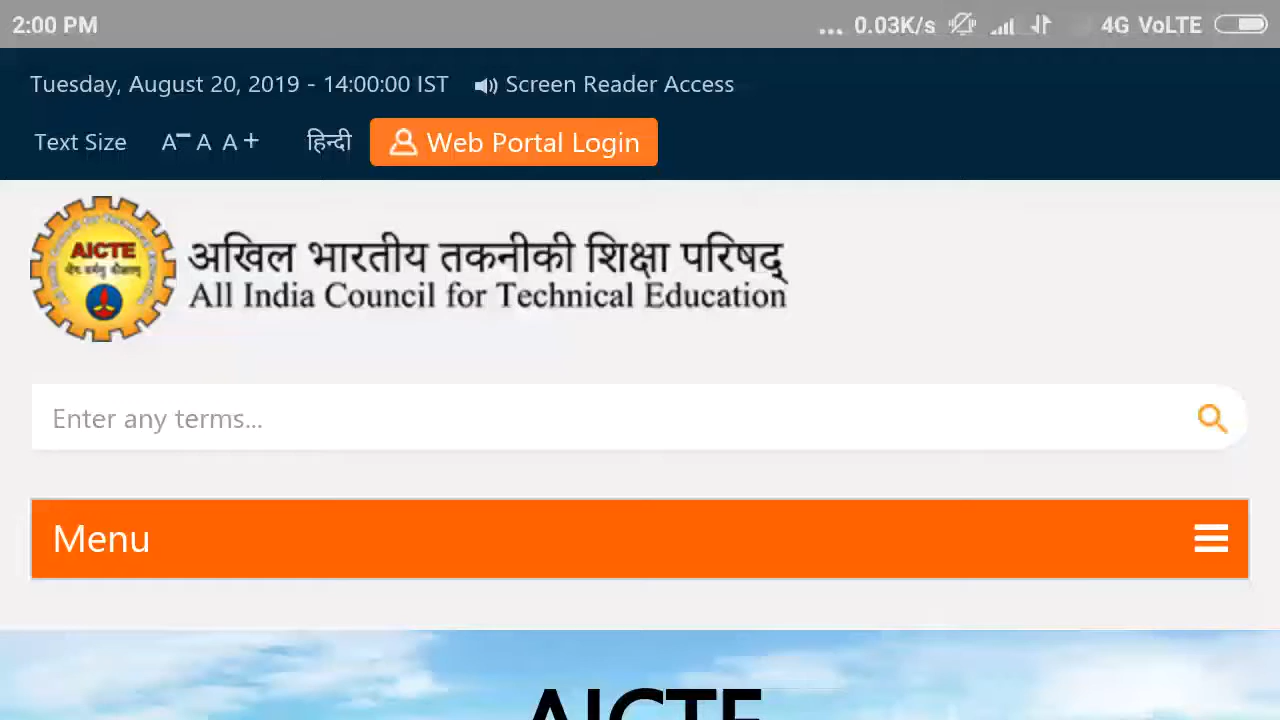 2:00 PM ... 0.03K/s 4G VoLTE
Tuesday, August 20, 2019 - 14:00:00 IST Screen Reader Access
Text Size A- A A+ हिन्दी Web Portal Login
AICTE
अखिल भारतीय तकनीकी शिक्षा परिषद्
All India Council for Technical Education
Enter any terms...
Menu
AICTE